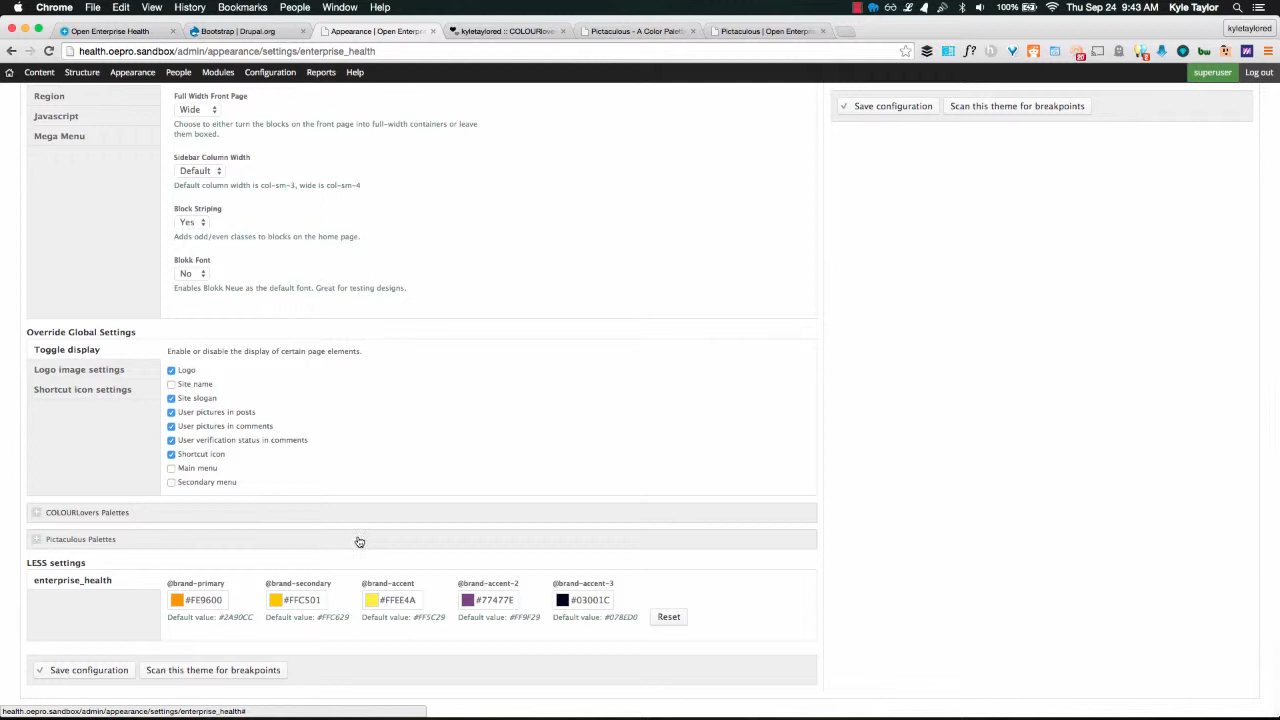 Chrome File Edit View History Bookmarks People Window Help 100% Thu Sep 24 9:53 AM Kyle Taylor
Open Enterprise Health Bootstrap | Drupal.org Appearance | Open Enterpr kyletaylored :: COLOURlove Pictaculous - A Color Palett Pictaculous | Open Enterpr kyletaylored
health.oepro.sandbox/admin/appearance/settings/enterprise_health
Content Structure Appearance People Modules Configuration Reports Help superuser Log out
Region
Javascript
Mega Menu
Full Width Front Page
Wide
Choose to either turn the blocks on the front page into full-width containers or leave
them boxed.
Sidebar Column Width
Default
Default column width is col-sm-3, wide is col-sm-4
Block Striping
Yes
Adds odd/even classes to blocks on the home page.
Blokk Font
No
Enables Blokk Neue as the default font. Great for testing designs.
Save configuration Scan this theme for breakpoints
Override Global Settings
Toggle display
Logo image settings
Shortcut icon settings
Enable or disable the display of certain page elements.
Logo
Site name
Site slogan
User pictures in posts
User pictures in comments
User verification status in comments
Shortcut icon
Main menu
Secondary menu
COLOURLovers Palettes
Pictaculous Palettes
LESS settings
enterprise_health
@brand-primary @brand-secondary @brand-accent @brand-accent-2 @brand-accent-3
#FE9600 #FFC501 #FFEE4A #77477E #03001C
Default value: #2A90CC Default value: #FFC629 Default value: #FF5C29 Default value: #FF9F29 Default value: #078ED0 Reset
Save configuration Scan this theme for breakpoints
health.oepro.sandbox/admin/appearance/settings/enterprise_health#